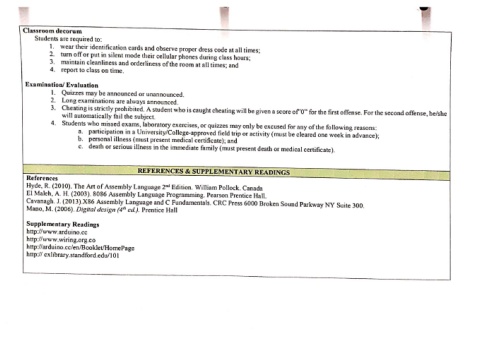 Classroom decorum
Students are required to:
1. wear their identification cards and observe proper dress code at all times;
2. turn off or put in silent mode their cellular phones during class hours;
3. maintain cleanliness and orderliness of the room at all times; and
4. report to class on time.
Examination/ Evaluation
1. Quizzes may be announced or unannounced.
2. Long examinations are always announced.
3. Cheating is strictly prohibited. A student who is caught cheating will be given a score of "0" for the first offense. For the second offense, he/she
will automatically fail the subject.
4. Students who missed exams, laboratory exercises, or quizzes may only be excused for any of the following reasons:
a. participation in a University/College-approved field trip or activity (must be cleared one week in advance);
b. personal illness (must present medical certificate); and
c. death or serious illness in the immediate family (must present death or medical certificate).
REFERENCES & SUPPLEMENTARY READINGS
References
Hyde, R. (2010). The Art of Assembly Language 2nd Edition. William Pollock. Canada
El Maleh, A. H. (2003). 8086 Assembly Language Programming. Pearson Prentice Hall.
Cavanagh. J. (2013).X86 Assembly Language and C Fundamentals. CRC Press 6000 Broken Sound Parkway NY Suite 300.
Mano, M. (2006). Digital design (4th ed.). Prentice Hall
Supplementary Readings
http://www.arduino.cc
http://www.wiring.org.co
http://arduino.cc/en/Booklet/HomePage
http:// exlibrary.standford.edu/101